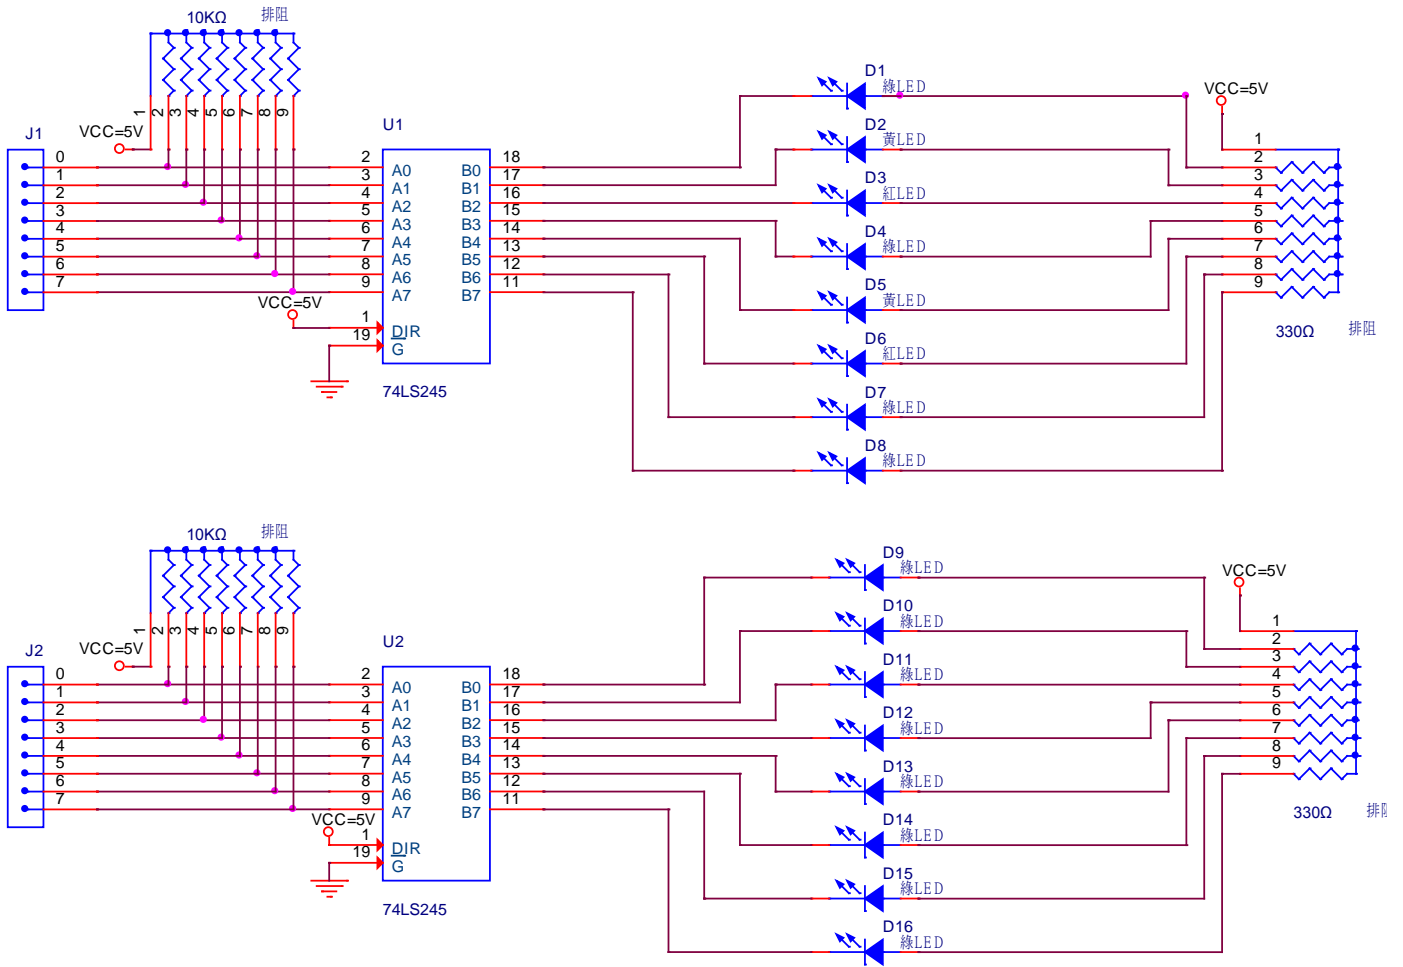 10KΩ 排阻
1 2 3 4 5 6 7 8 9
VCC=5V
J1
0
1
2
3
4
5
6
7
U1
2 A0 B0 18
3 A1 B1 17
4 A2 B2 16
5 A3 B3 15
6 A4 B4 14
7 A5 B5 13
8 A6 B6 12
9 A7 B7 11
VCC=5V
1 DIR
19 G
74LS245
D1
綠LED
D2
黃LED
D3
紅LED
D4
綠LED
D5
黃LED
D6
紅LED
D7
綠LED
D8
綠LED
VCC=5V
1
2
3
4
5
6
7
8
9
330Ω 排阻
10KΩ 排阻
1 2 3 4 5 6 7 8 9
VCC=5V
J2
0
1
2
3
4
5
6
7
U2
2 A0 B0 18
3 A1 B1 17
4 A2 B2 16
5 A3 B3 15
6 A4 B4 14
7 A5 B5 13
8 A6 B6 12
9 A7 B7 11
VCC=5V
1 DIR
19 G
74LS245
D9
綠LED
D10
綠LED
D11
綠LED
D12
綠LED
D13
綠LED
D14
綠LED
D15
綠LED
D16
綠LED
VCC=5V
1
2
3
4
5
6
7
8
9
330Ω 排阻